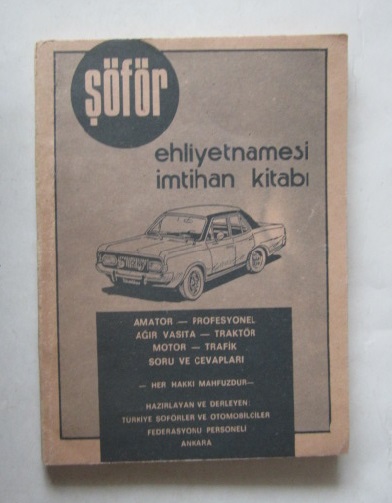 şöför
ehliyetnamesi
imtihan kitabı
AMATÖR — PROFESYONEL
AĞIR VASITA — TRAKTÖR
MOTOR — TRAFİK
SORU VE CEVAPLARI
— HER HAKKI MAHFUZDUR —
HAZIRLAYAN VE DERLEYEN:
TÜRKİYE ŞOFÖRLER VE OTOMOBİLCİLER
FEDERASYONU PERSONELİ
ANKARA